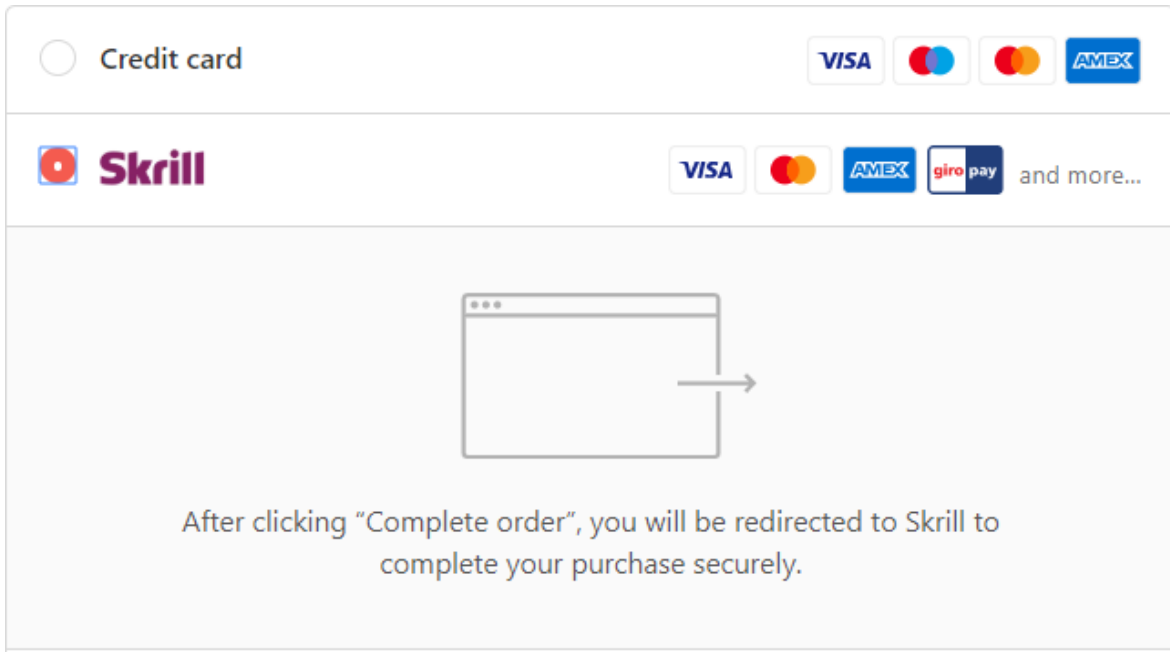 Credit card VISA AMEX
Skrill VISA AMEX giro pay and more...
After clicking “Complete order”, you will be redirected to Skrill to
complete your purchase securely.